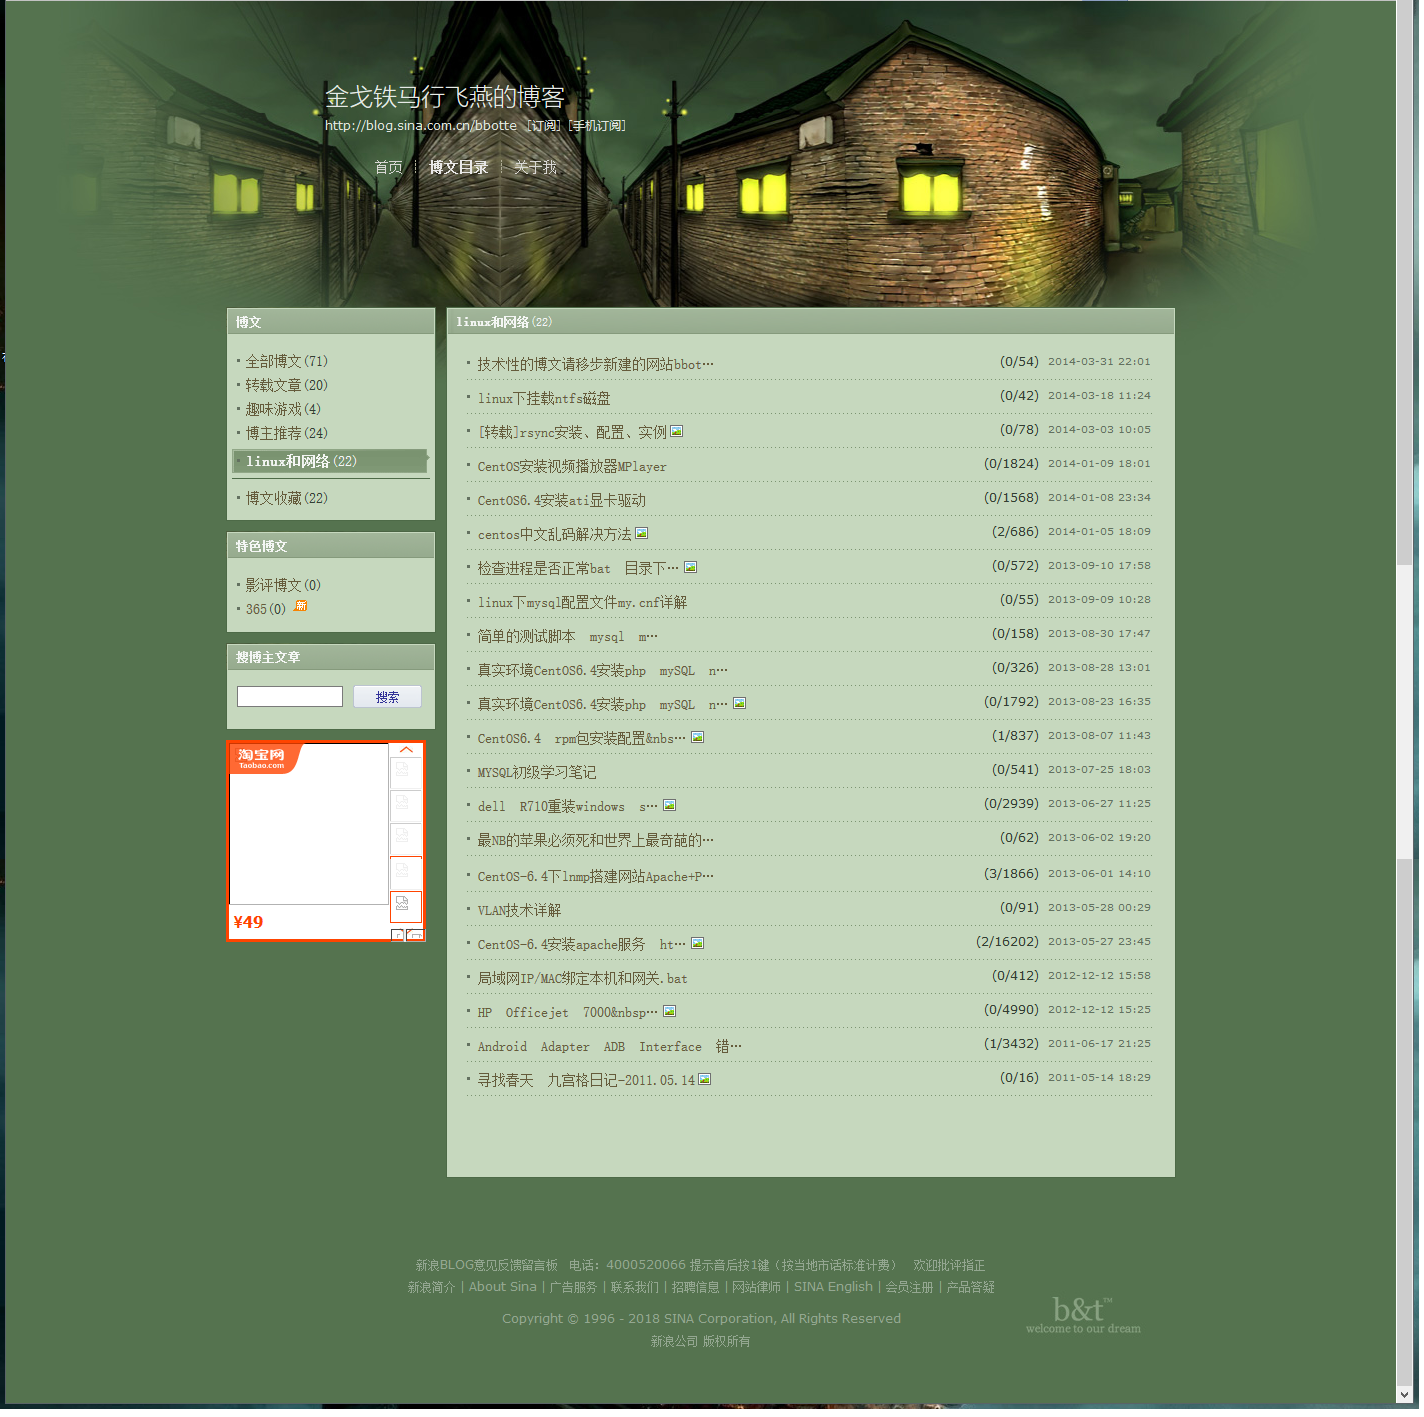 金戈铁马行飞燕的博客
http://blog.sina.com.cn/bbotte [订阅] [手机订阅]
首页 博文目录 关于我
博文
全部博文(71)
转载文章(20)
趣味游戏(4)
博主推荐(24)
linux和网络(22)
博文收藏(22)
特色博文
影评博文(0)
365(0) 新
搜博主文章
搜索
淘宝网
Taobao.com
¥49
linux和网络(22)
技术性的博文请移步新建的网站bbot… (0/54) 2014-03-31 22:01
linux下挂载ntfs磁盘 (0/42) 2014-03-18 11:24
[转载]rsync安装、配置、实例 (0/78) 2014-03-03 10:05
CentOS安装视频播放器MPlayer (0/1824) 2014-01-09 18:01
CentOS6.4安装ati显卡驱动 (0/1568) 2014-01-08 23:34
centos中文乱码解决方法 (2/686) 2014-01-05 18:09
检查进程是否正常bat 目录下… (0/572) 2013-09-10 17:58
linux下mysql配置文件my.cnf详解 (0/55) 2013-09-09 10:28
简单的测试脚本 mysql m… (0/158) 2013-08-30 17:47
真实环境CentOS6.4安装php mySQL n… (0/326) 2013-08-28 13:01
真实环境CentOS6.4安装php mySQL n… (0/1792) 2013-08-23 16:35
CentOS6.4 rpm包安装配置&nbs… (1/837) 2013-08-07 11:43
MYSQL初级学习笔记 (0/541) 2013-07-25 18:03
dell R710重装windows s… (0/2939) 2013-06-27 11:25
最NB的苹果必须死和世界上最奇葩的… (0/62) 2013-06-02 19:20
CentOS-6.4下lnmp搭建网站Apache+P… (3/1866) 2013-06-01 14:10
VLAN技术详解 (0/91) 2013-05-28 00:29
CentOS-6.4安装apache服务 ht… (2/16202) 2013-05-27 23:45
局域网IP/MAC绑定本机和网关.bat (0/412) 2012-12-12 15:58
HP Officejet 7000&nbsp… (0/4990) 2012-12-12 15:25
Android Adapter ADB Interface 错… (1/3432) 2011-06-17 21:25
寻找春天 九宫格日记-2011.05.14 (0/16) 2011-05-14 18:29
新浪BLOG意见反馈留言板 电话：4000520066 提示音后按1键（按当地市话标准计费） 欢迎批评指正
新浪简介 | About Sina | 广告服务 | 联系我们 | 招聘信息 | 网站律师 | SINA English | 会员注册 | 产品答疑
Copyright © 1996 - 2018 SINA Corporation, All Rights Reserved
新浪公司 版权所有
b&t™
welcome to our dream